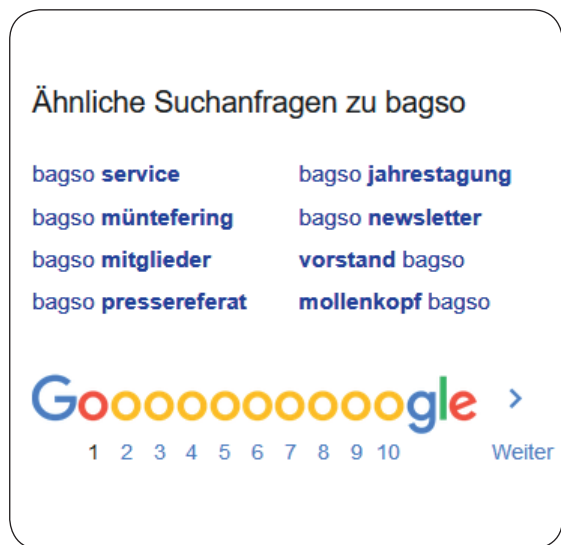 Ähnliche Suchanfragen zu bagso
bagso service bagso jahrestagung
bagso müntefering bagso newsletter
bagso mitglieder vorstand bagso
bagso pressereferat mollenkopf bagso
Goooooooooogle >
1 2 3 4 5 6 7 8 9 10 Weiter